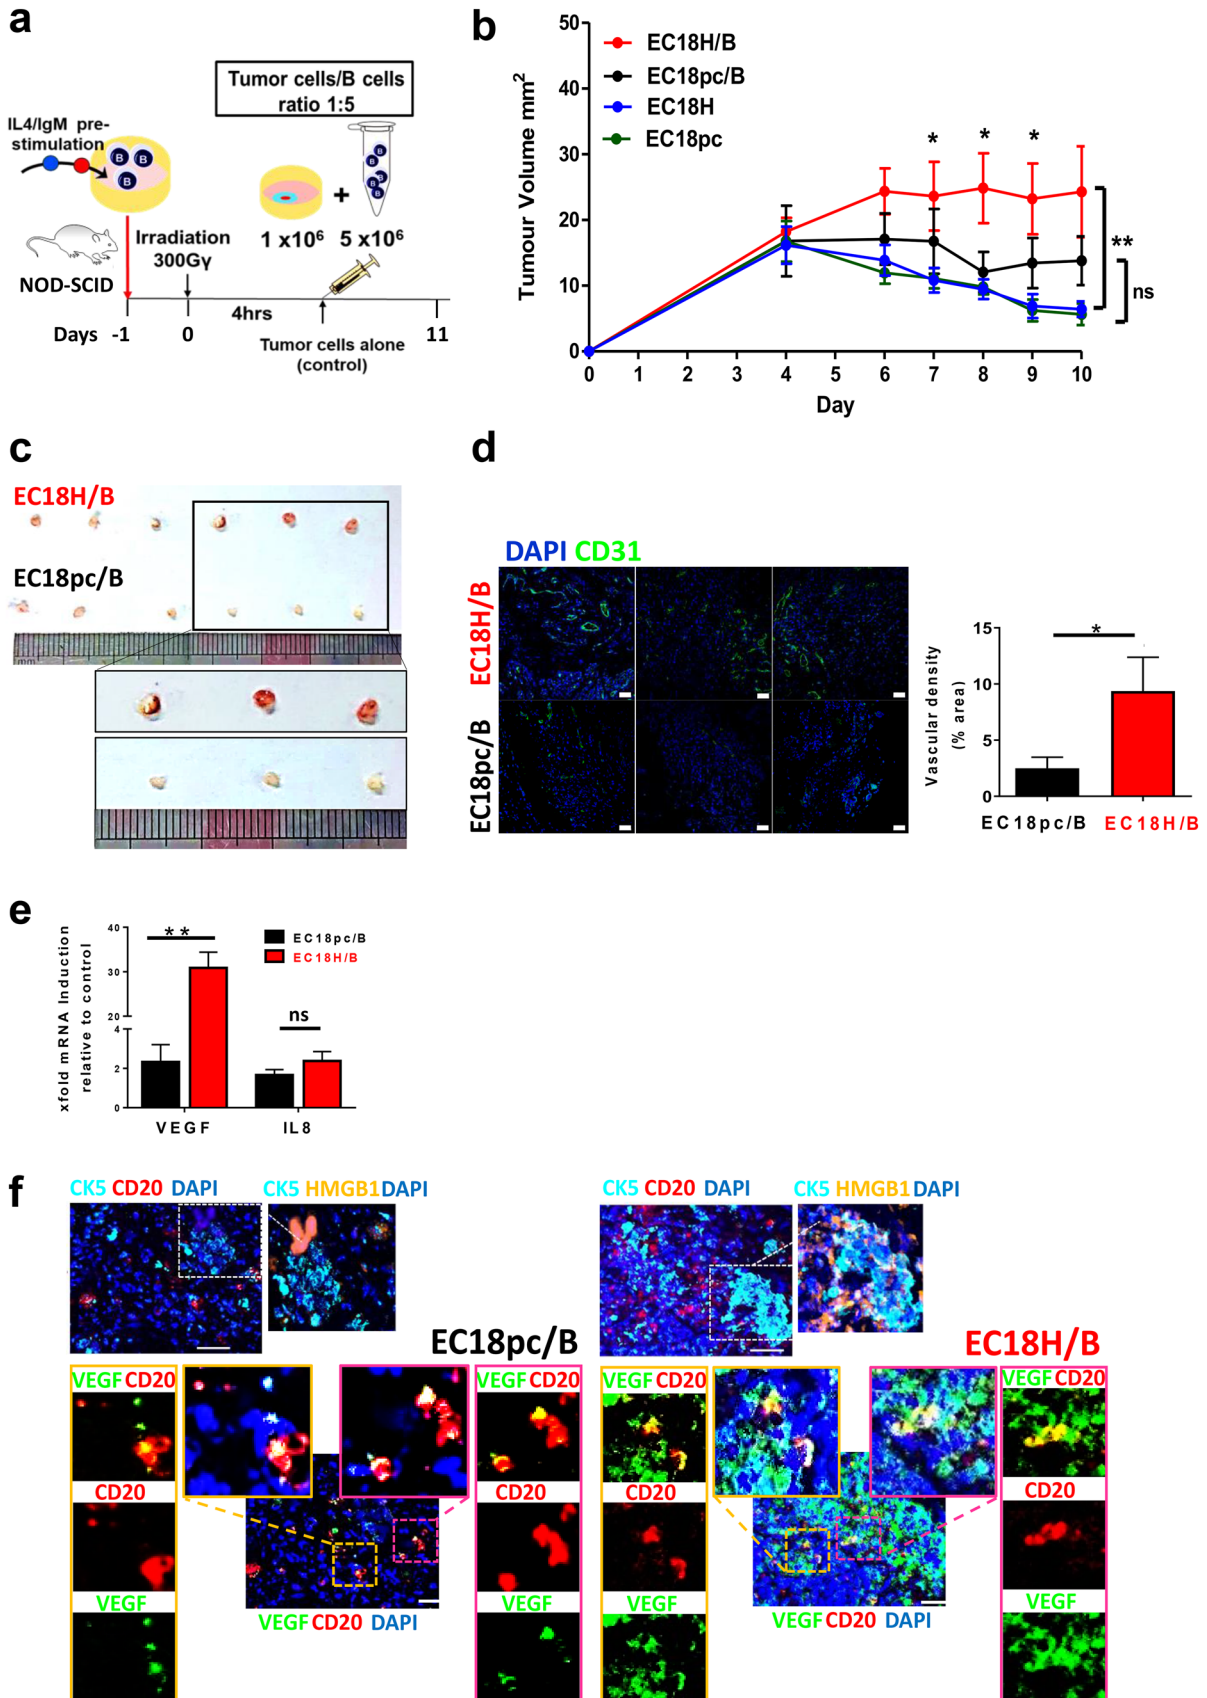 a
Tumor cells/B cells
ratio 1:5
IL4/IgM pre-
stimulation
B
B
B
B
B
B
B
+
1 x10⁶ 5 x10⁶
Irradiation
300Gγ
NOD-SCID
4hrs
Days -1 0 11
Tumor cells alone
(control)
b
EC18H/B
EC18pc/B
EC18H
EC18pc
Tumour Volume mm²
50
40
30
20
10
0
* * *
**
ns
0 1 2 3 4 5 6 7 8 9 10
Day
c
EC18H/B
EC18pc/B
mm
d
DAPI CD31
EC18H/B
EC18pc/B
Vascular density
(% area)
15
10
5
0
*
EC18pc/B EC18H/B
e
xfold mRNA Induction
relative to control
40
30
20
4
2
0
**
ns
EC18pc/B
EC18H/B
VEGF IL8
f
CK5 CD20 DAPI CK5 HMGB1 DAPI
CK5 CD20 DAPI CK5 HMGB1 DAPI
EC18pc/B
EC18H/B
VEGF CD20
VEGF CD20
VEGF CD20
VEGF CD20
CD20
CD20
CD20
CD20
VEGF
VEGF
VEGF
VEGF
VEGF CD20 DAPI
VEGF CD20 DAPI